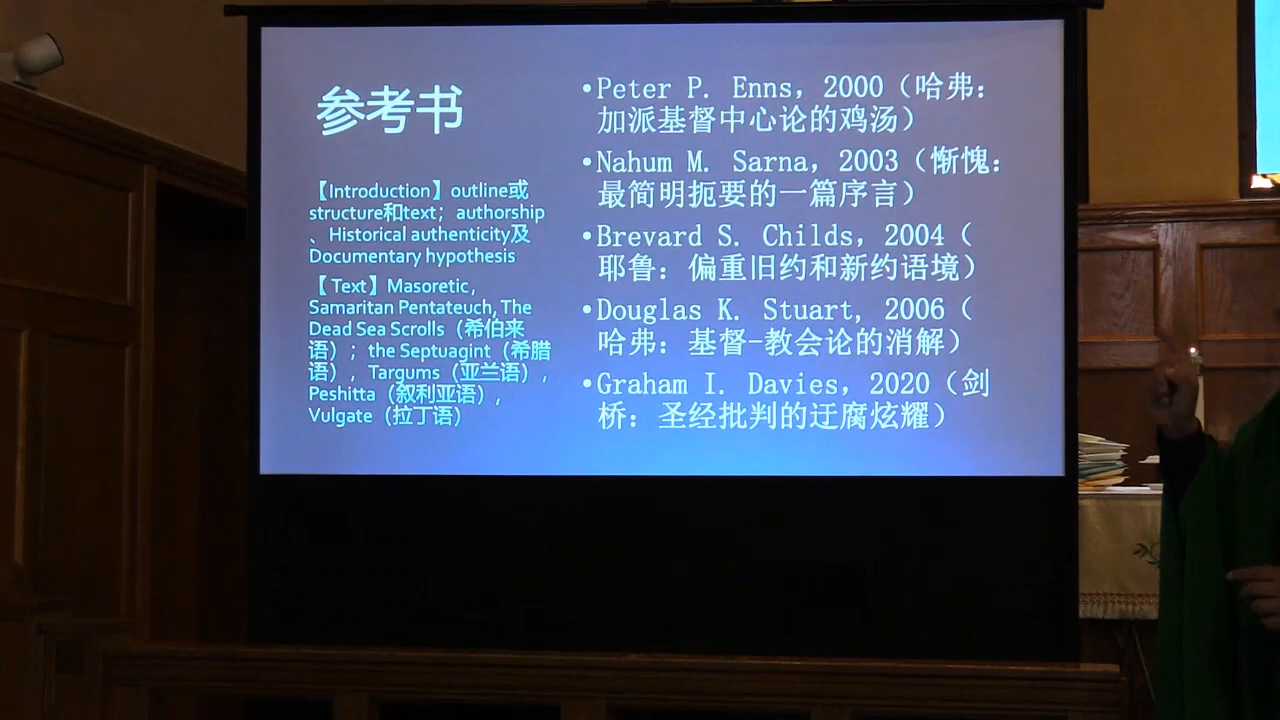 参考书
【Introduction】outline或
structure和text；authorship
、Historical authenticity及
Documentary hypothesis
【 Text】Masoretic，
Samaritan Pentateuch, The
Dead Sea Scrolls（希伯来
语）；the Septuagint（希腊
语）, Targums（亚兰语）,
Peshitta（叙利亚语）,
Vulgate（拉丁语）
•Peter P. Enns, 2000（哈弗：
加派基督中心论的鸡汤）
•Nahum M. Sarna, 2003（惭愧：
最简明扼要的一篇序言）
•Brevard S. Childs, 2004（
耶鲁：偏重旧约和新约语境）
•Douglas K. Stuart, 2006（
哈弗：基督-教会论的消解）
•Graham I. Davies, 2020（剑
桥：圣经批判的迂腐炫耀）